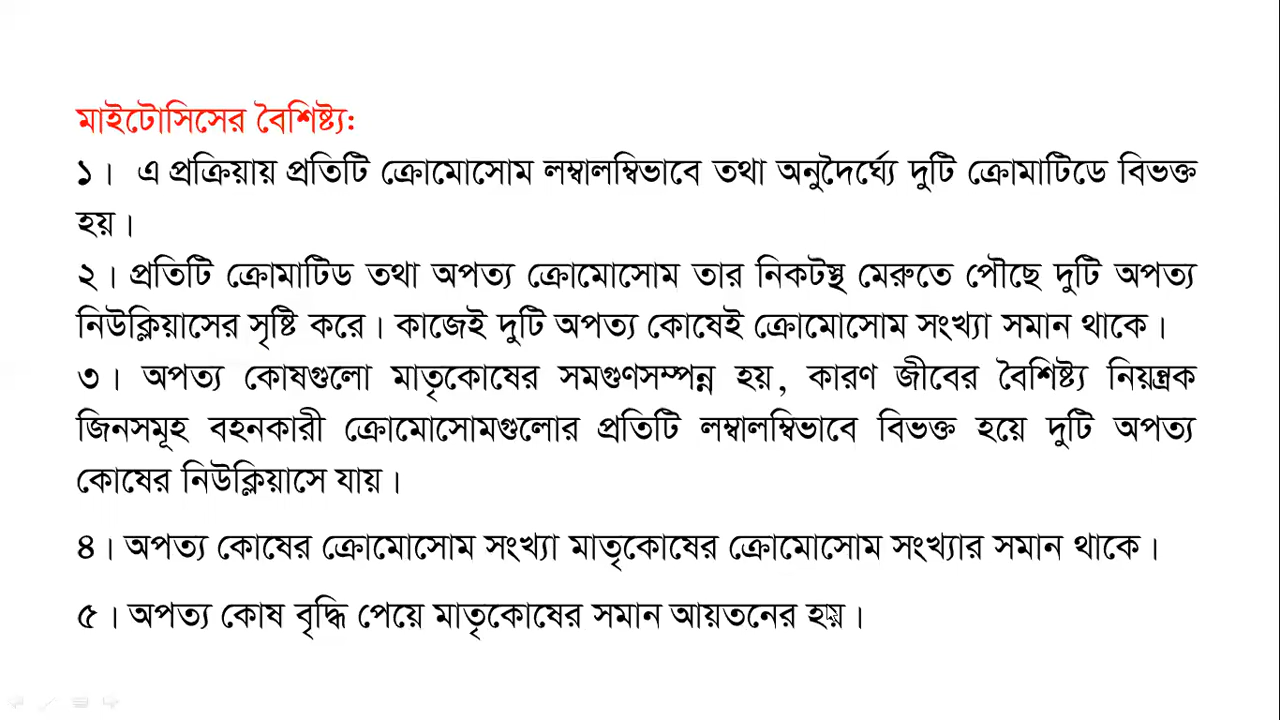 মাইটোসিসের বৈশিষ্ট্য:
১। এ প্রক্রিয়ায় প্রতিটি ক্রোমোসোম লম্বালম্বিভাবে তথা অনুদৈর্ঘ্যে দুটি ক্রোমাটিডে বিভক্ত
হয়।
২। প্রতিটি ক্রোমাটিড তথা অপত্য ক্রোমোসোম তার নিকটস্থ মেরুতে পৌছে দুটি অপত্য
নিউক্লিয়াসের সৃষ্টি করে। কাজেই দুটি অপত্য কোষেই ক্রোমোসোম সংখ্যা সমান থাকে।
৩। অপত্য কোষগুলো মাতৃকোষের সমগুণসম্পন্ন হয়, কারণ জীবের বৈশিষ্ট্য নিয়ন্ত্রক
জিনসমূহ বহনকারী ক্রোমোসোমগুলোর প্রতিটি লম্বালম্বিভাবে বিভক্ত হয়ে দুটি অপত্য
কোষের নিউক্লিয়াসে যায়।
৪। অপত্য কোষের ক্রোমোসোম সংখ্যা মাতৃকোষের ক্রোমোসোম সংখ্যার সমান থাকে।
৫। অপত্য কোষ বৃদ্ধি পেয়ে মাতৃকোষের সমান আয়তনের হয়।